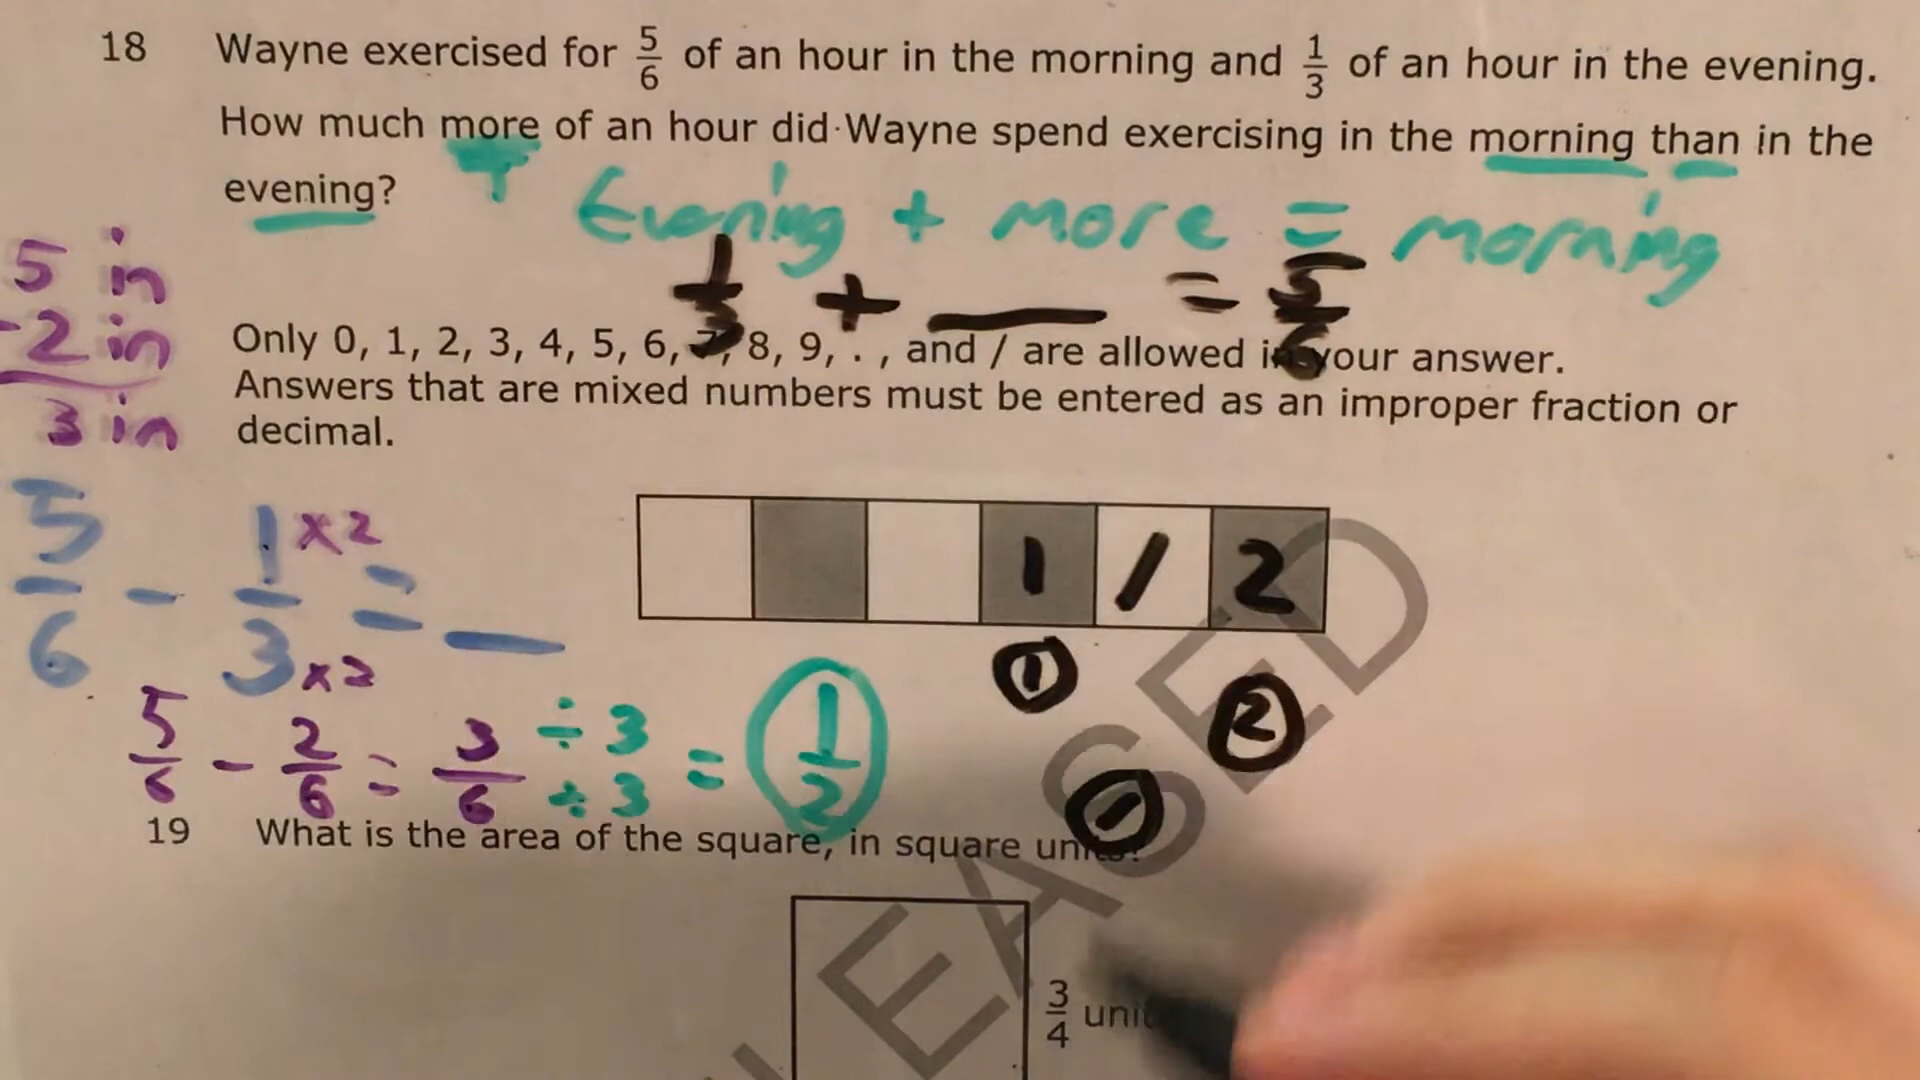 18 Wayne exercised for 5/6 of an hour in the morning and 1/3 of an hour in the evening.
How much more of an hour did Wayne spend exercising in the morning than in the
evening?
+ Evening + more = morning
1/3 + ___ = 5/6
5 in
-2 in
3 in
Only 0, 1, 2, 3, 4, 5, 6, 7, 8, 9, . , and / are allowed in your answer.
Answers that are mixed numbers must be entered as an improper fraction or
decimal.
1 / 2
5/6 - 1/3 x2 x2 = __
1 2
5/6 - 2/6 = 3/6 ÷3 ÷3 = 1/2
/
19 What is the area of the square, in square units?
3/4 unit
EASED